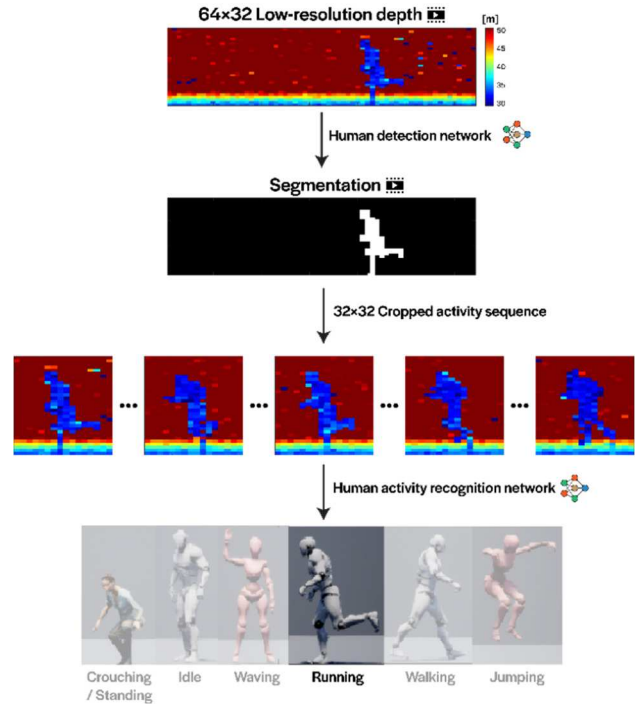 64×32 Low-resolution depth
[m]
50
45
40
35
30
Human detection network
Segmentation
32×32 Cropped activity sequence
... ... ... ...
Human activity recognition network
Crouching / Standing
Idle
Waving
Running
Walking
Jumping